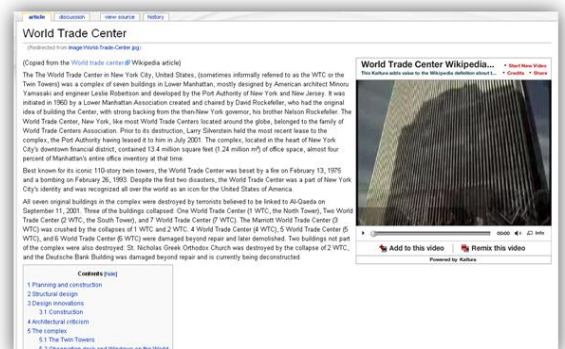 article discussion view source history
World Trade Center
(Redirected from Image:World-Trade-Center.jpg)
(Copied from the World trade center Wikipedia article)
The The World Trade Center in New York City, United States, (sometimes informally referred to as the WTC or the
Twin Towers) was a complex of seven buildings in Lower Manhattan, mostly designed by American architect Minoru
Yamasaki and engineer Leslie Robertson and developed by the Port Authority of New York and New Jersey. It was
initiated in 1960 by a Lower Manhattan Association created and chaired by David Rockefeller, who had the original
idea of building the Center, with strong backing from the then-New York governor, his brother Nelson Rockefeller. The
World Trade Center, New York, like most World Trade Centers located around the globe, belonged to the family of
World Trade Centers Association. Prior to its destruction, Larry Silverstein held the most recent lease to the
complex, the Port Authority having leased it to him in July 2001. The complex, located in the heart of New York
City's downtown financial district, contained 13.4 million square feet (1.24 million m²) of office space, almost four
percent of Manhattan's entire office inventory at that time.
Best known for its iconic 110-story twin towers, the World Trade Center was beset by a fire on February 13, 1975
and a bombing on February 26, 1993. Despite the first two disasters, the World Trade Center was a part of New York
City's identity and was recognized all over the world as an icon for the United States of America.
All seven original buildings in the complex were destroyed by terrorists believed to be linked to Al-Qaeda on
September 11, 2001. Three of the buildings collapsed: One World Trade Center (1 WTC, the North Tower), Two World
Trade Center (2 WTC, the South Tower), and 7 World Trade Center (7 WTC). The Marriott World Trade Center (3
WTC) was crushed by the collapses of 1 WTC and 2 WTC. 4 World Trade Center (4 WTC), 5 World Trade Center (5
WTC), and 6 World Trade Center (6 WTC) were damaged beyond repair and later demolished. Two buildings not part
of the complex were also destroyed: St. Nicholas Greek Orthodox Church was destroyed by the collapse of 2 WTC,
and the Deutsche Bank Building was damaged beyond repair and is currently being deconstructed.
Contents [hide]
1 Planning and construction
2 Structural design
3 Design innovations
3.1 Construction
4 Architectural criticism
5 The complex
5.1 The Twin Towers
5.2 Observation deck and Windows on the World
World Trade Center Wikipedia...
Start New Video
This Kaltura adds value to the Wikipedia definition about t...
Credits Share
00:00 Info
Add to this video Remix this video
Powered by Kaltura